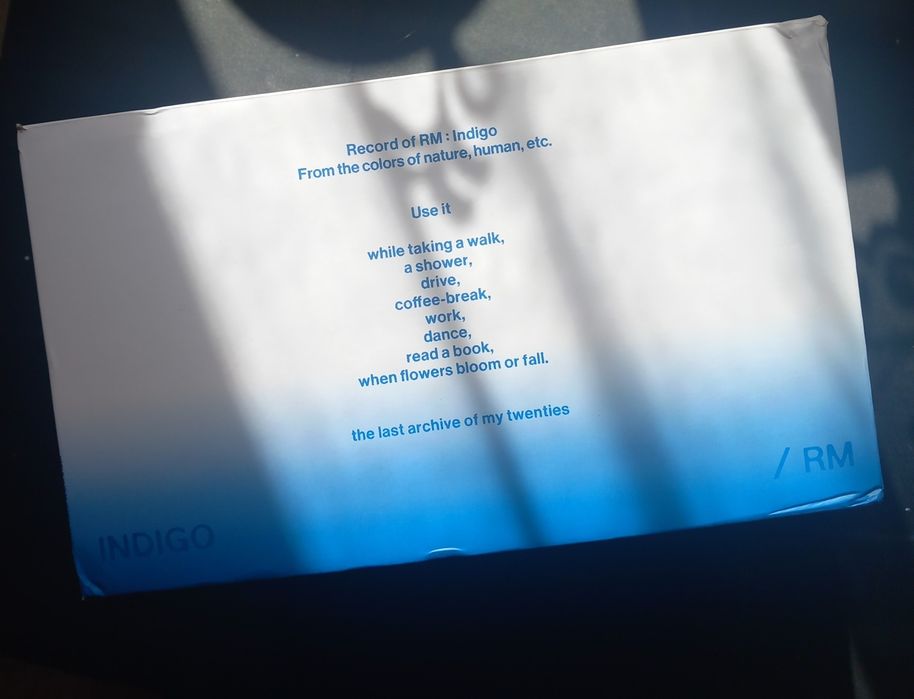 Record of RM : Indigo
From the colors of nature, human, etc.
Use it
while taking a walk,
a shower,
drive,
coffee-break,
work,
dance,
read a book,
when flowers bloom or fall.
the last archive of my twenties
/ RM
INDIGO